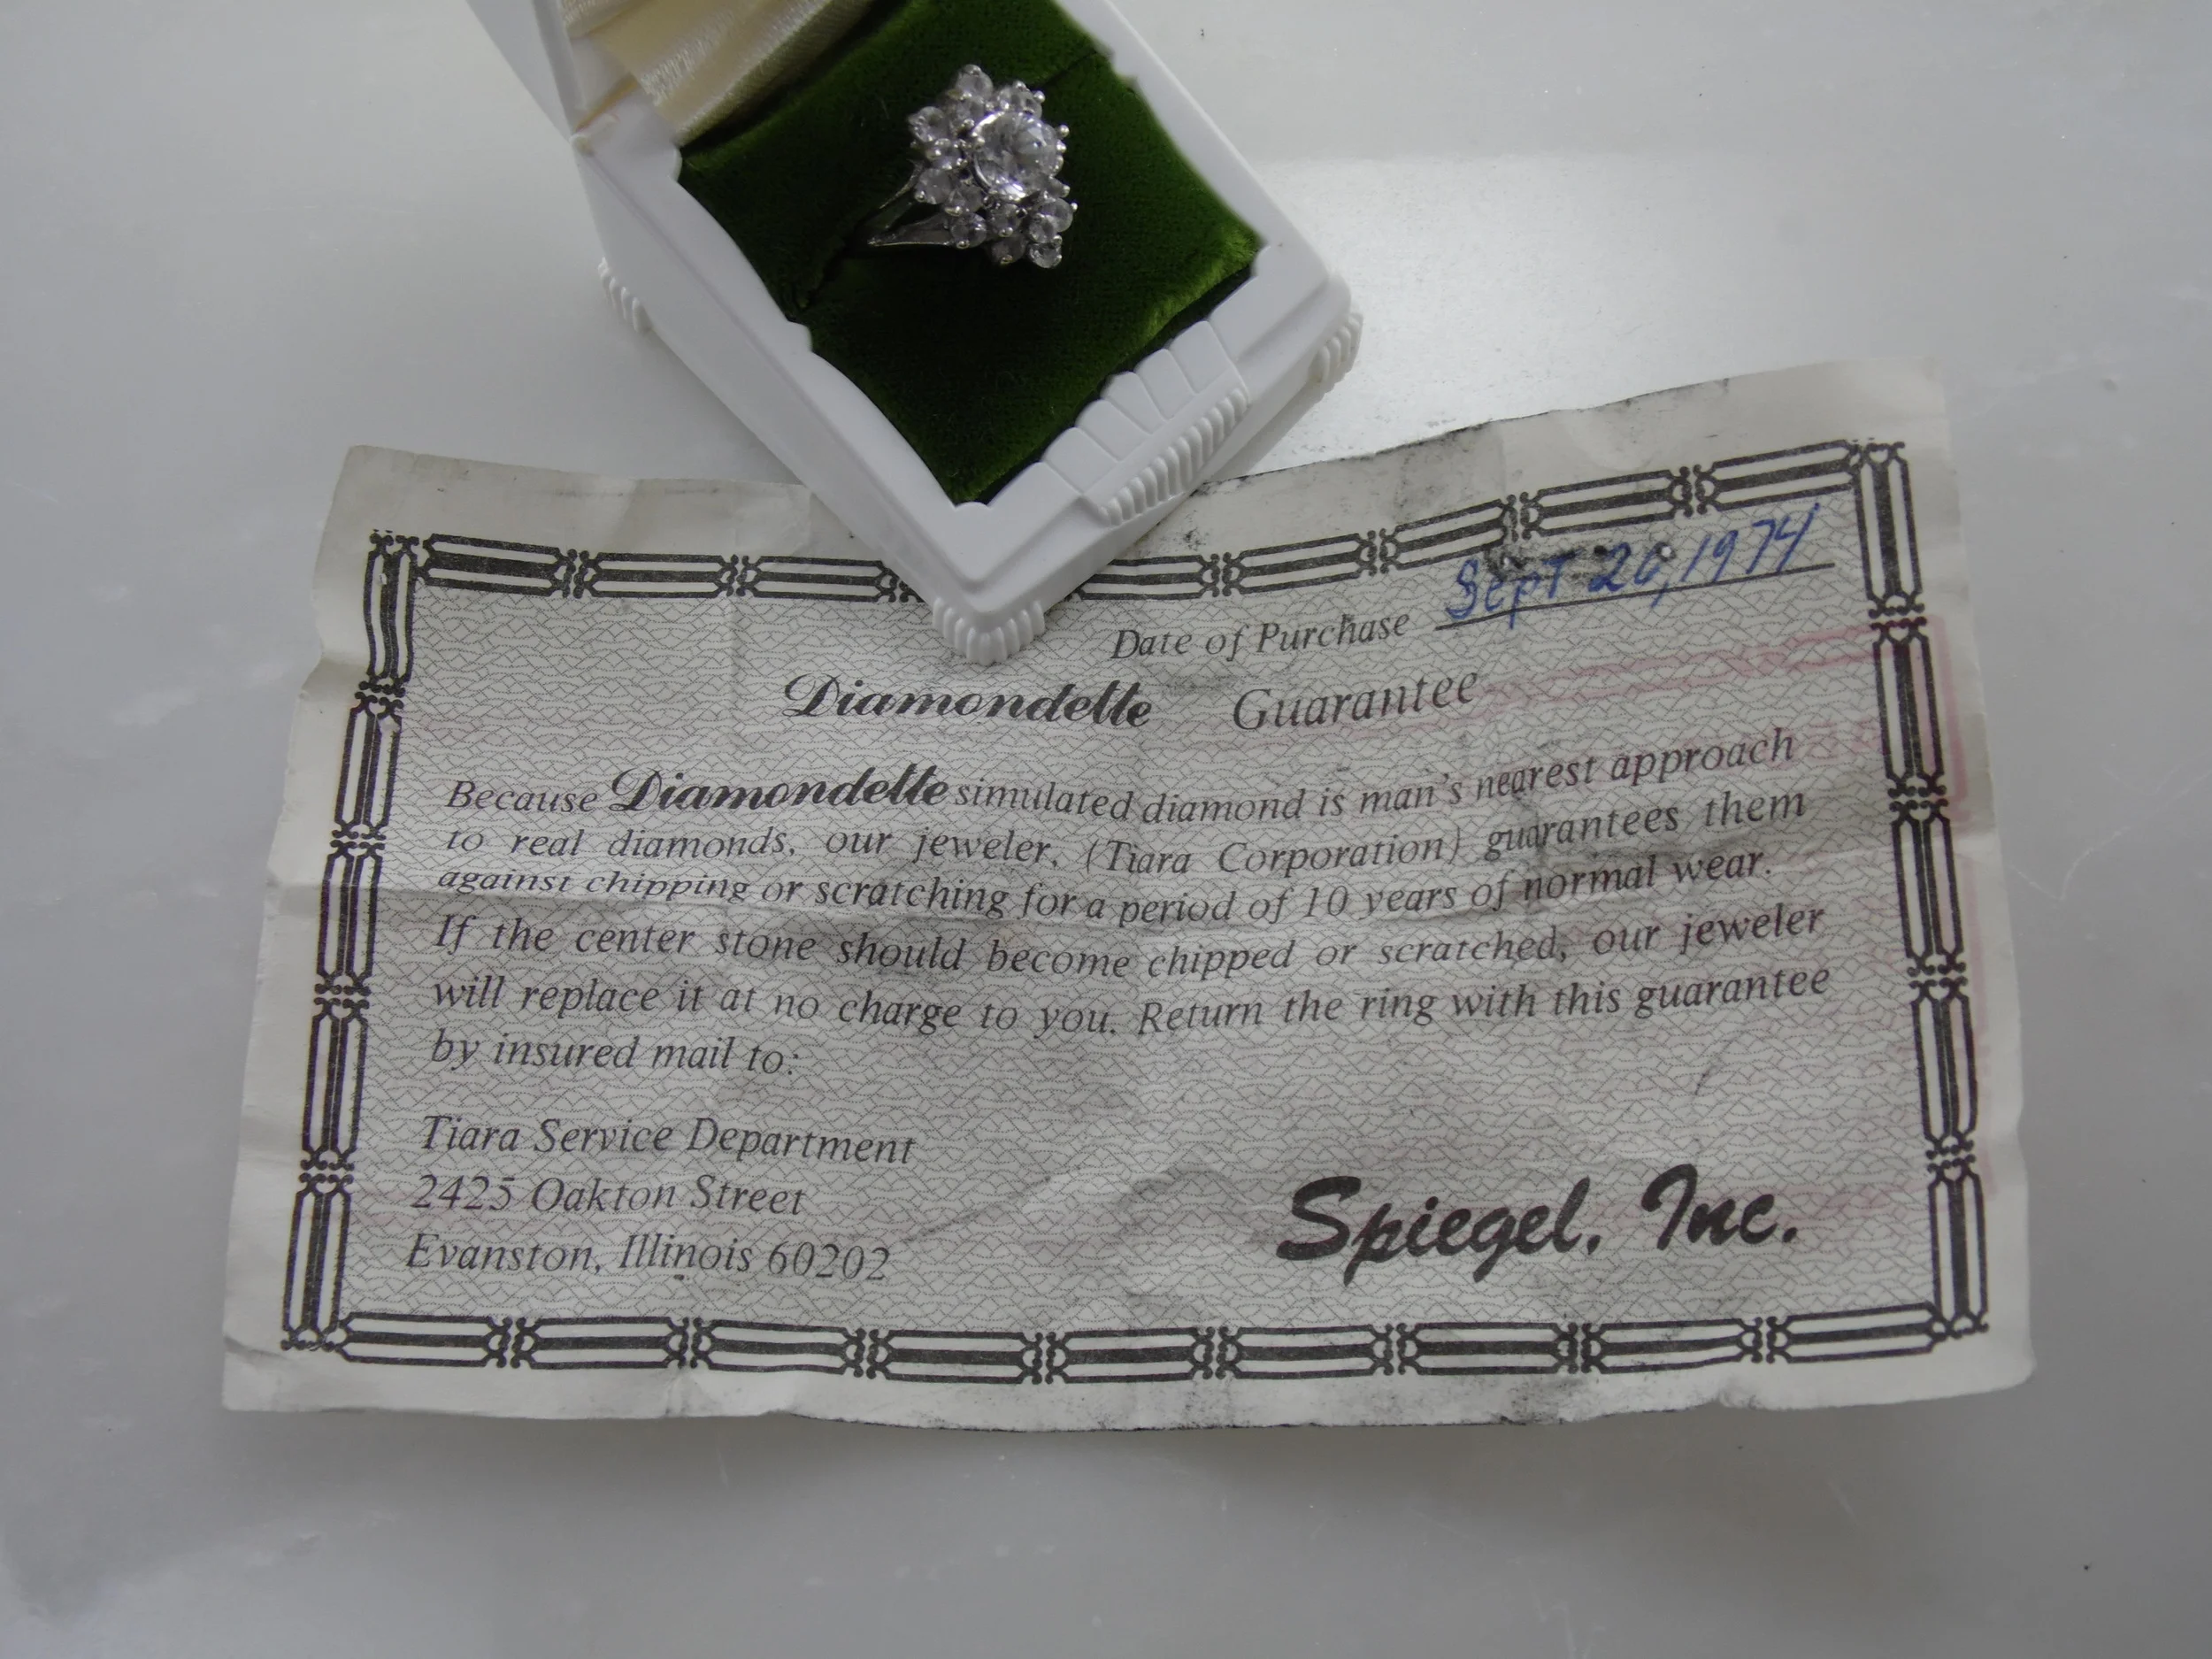 Date of Purchase Sept 20, 1974
Diamondelle Guarantee
Because Diamondelle simulated diamond is man's nearest approach
to real diamonds, our jeweler, (Tiara Corporation) guarantees them
against chipping or scratching for a period of 10 years of normal wear.
If the center stone should become chipped or scratched, our jeweler
will replace it at no charge to you. Return the ring with this guarantee
by insured mail to:
Tiara Service Department
2425 Oakton Street
Evanston, Illinois 60202
Spiegel, Inc.